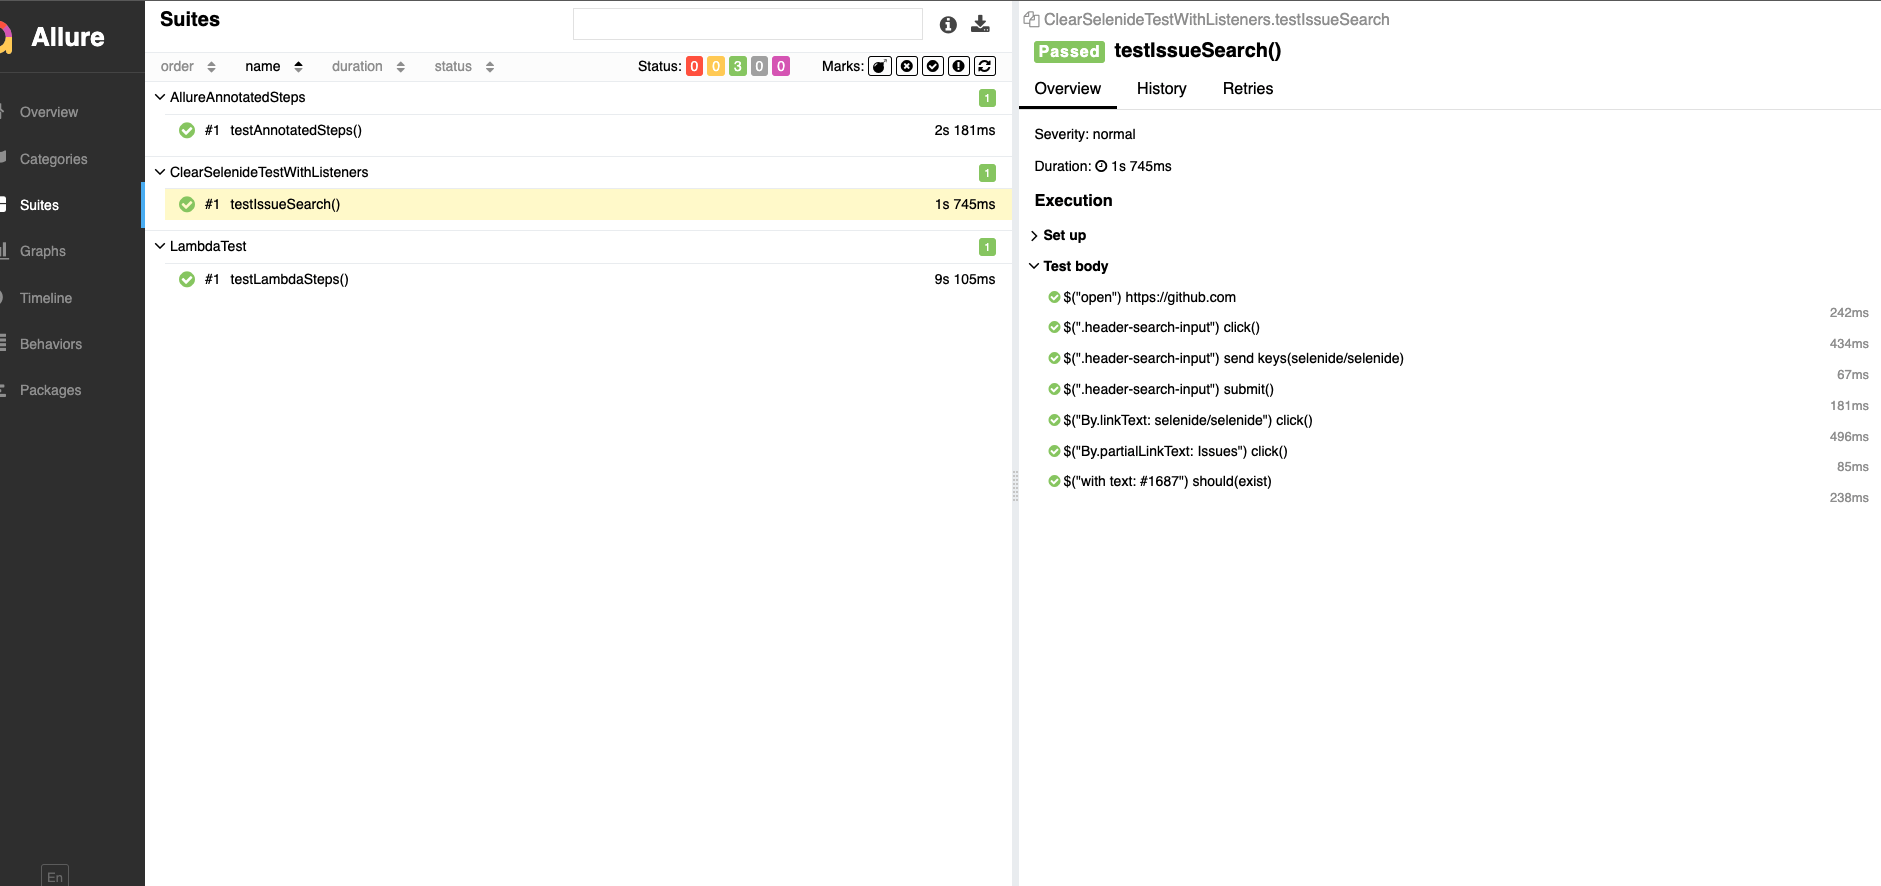 Allure
Overview
Categories
Suites
Graphs
Timeline
Behaviors
Packages
En
Suites
order name duration status Status: 0 0 3 0 0 Marks:
AllureAnnotatedSteps 1
#1 testAnnotatedSteps() 2s 181ms
ClearSelenideTestWithListeners 1
#1 testIssueSearch() 1s 745ms
LambdaTest 1
#1 testLambdaSteps() 9s 105ms
ClearSelenideTestWithListeners.testIssueSearch
Passed testIssueSearch()
Overview History Retries
Severity: normal
Duration: 1s 745ms
Execution
Set up
Test body
$("open") https://github.com
242ms
$(".header-search-input") click()
434ms
$(".header-search-input") send keys(selenide/selenide)
67ms
$(".header-search-input") submit()
181ms
$("By.linkText: selenide/selenide") click()
496ms
$("By.partialLinkText: Issues") click()
85ms
$("with text: #1687") should(exist)
238ms